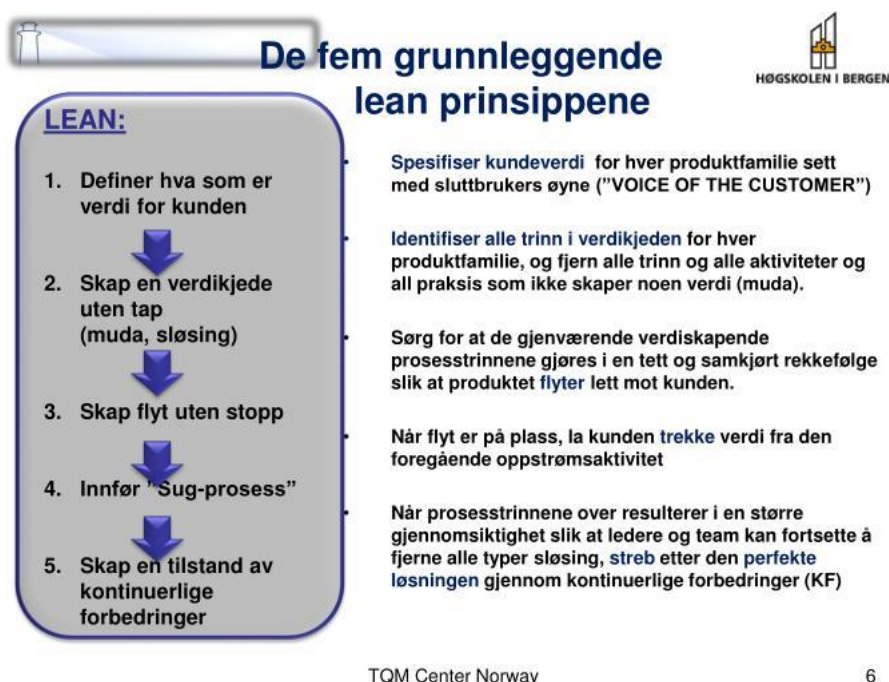 De fem grunnleggende
lean prinsippene
HØGSKOLEN I BERGEN
LEAN:
1. Definer hva som er
verdi for kunden
2. Skap en verdikjede
uten tap
(muda, sløsing)
3. Skap flyt uten stopp
4. Innfør "Sug-prosess"
5. Skap en tilstand av
kontinuerlige
forbedringer
• Spesifiser kundeverdi for hver produktfamilie sett
med sluttbrukers øyne ("VOICE OF THE CUSTOMER")
• Identifiser alle trinn i verdikjeden for hver
produktfamilie, og fjern alle trinn og alle aktiviteter og
all praksis som ikke skaper noen verdi (muda).
• Sørg for at de gjenværende verdiskapende
prosesstrinnene gjøres i en tett og samkjørt rekkefølge
slik at produktet flyter lett mot kunden.
• Når flyt er på plass, la kunden trekke verdi fra den
foregående oppstrømsaktivitet
• Når prosesstrinnene over resulterer i en større
gjennomsiktighet slik at ledere og team kan fortsette å
fjerne alle typer sløsing, streb etter den perfekte
løsningen gjennom kontinuerlige forbedringer (KF)
TQM Center Norway
6